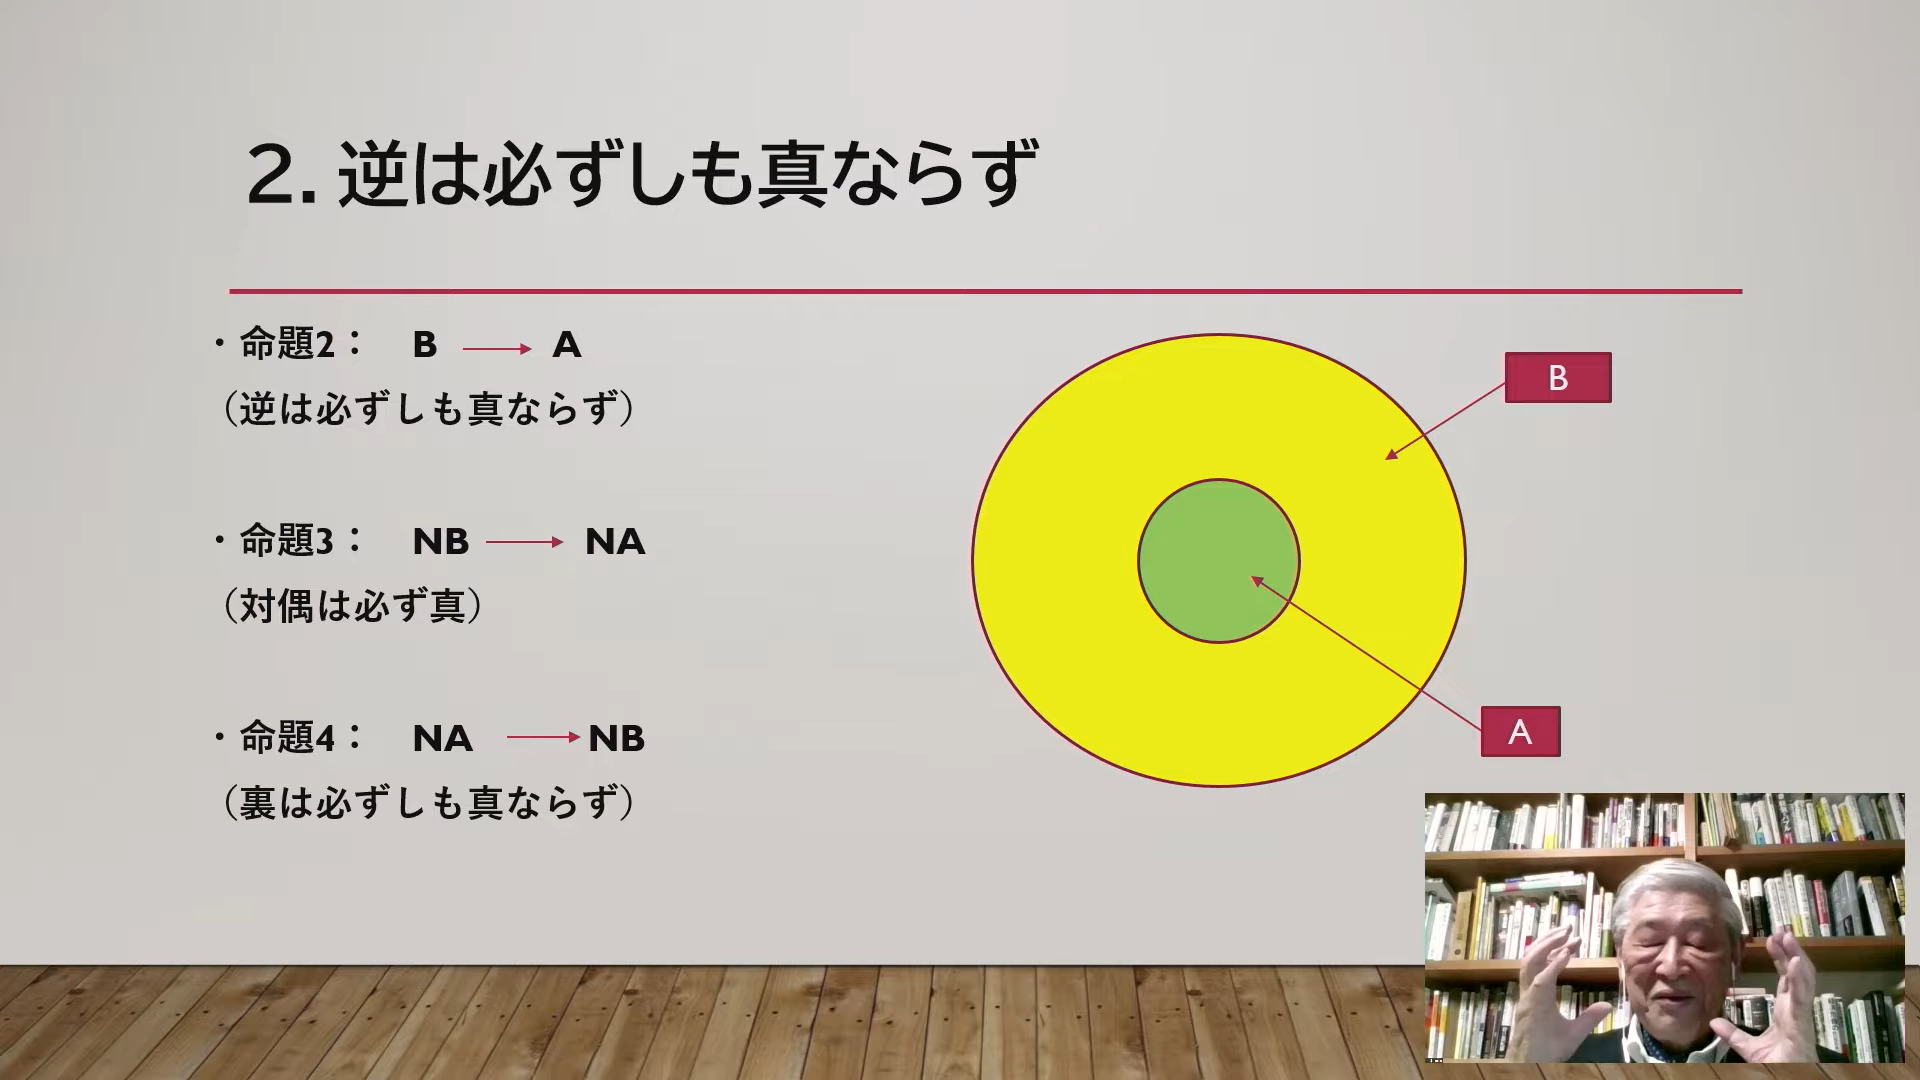 2. 逆は必ずしも真ならず
・命題2： B → A
（逆は必ずしも真ならず）
・命題3： NB → NA
（対偶は必ず真）
・命題4： NA → NB
（裏は必ずしも真ならず）
B
A